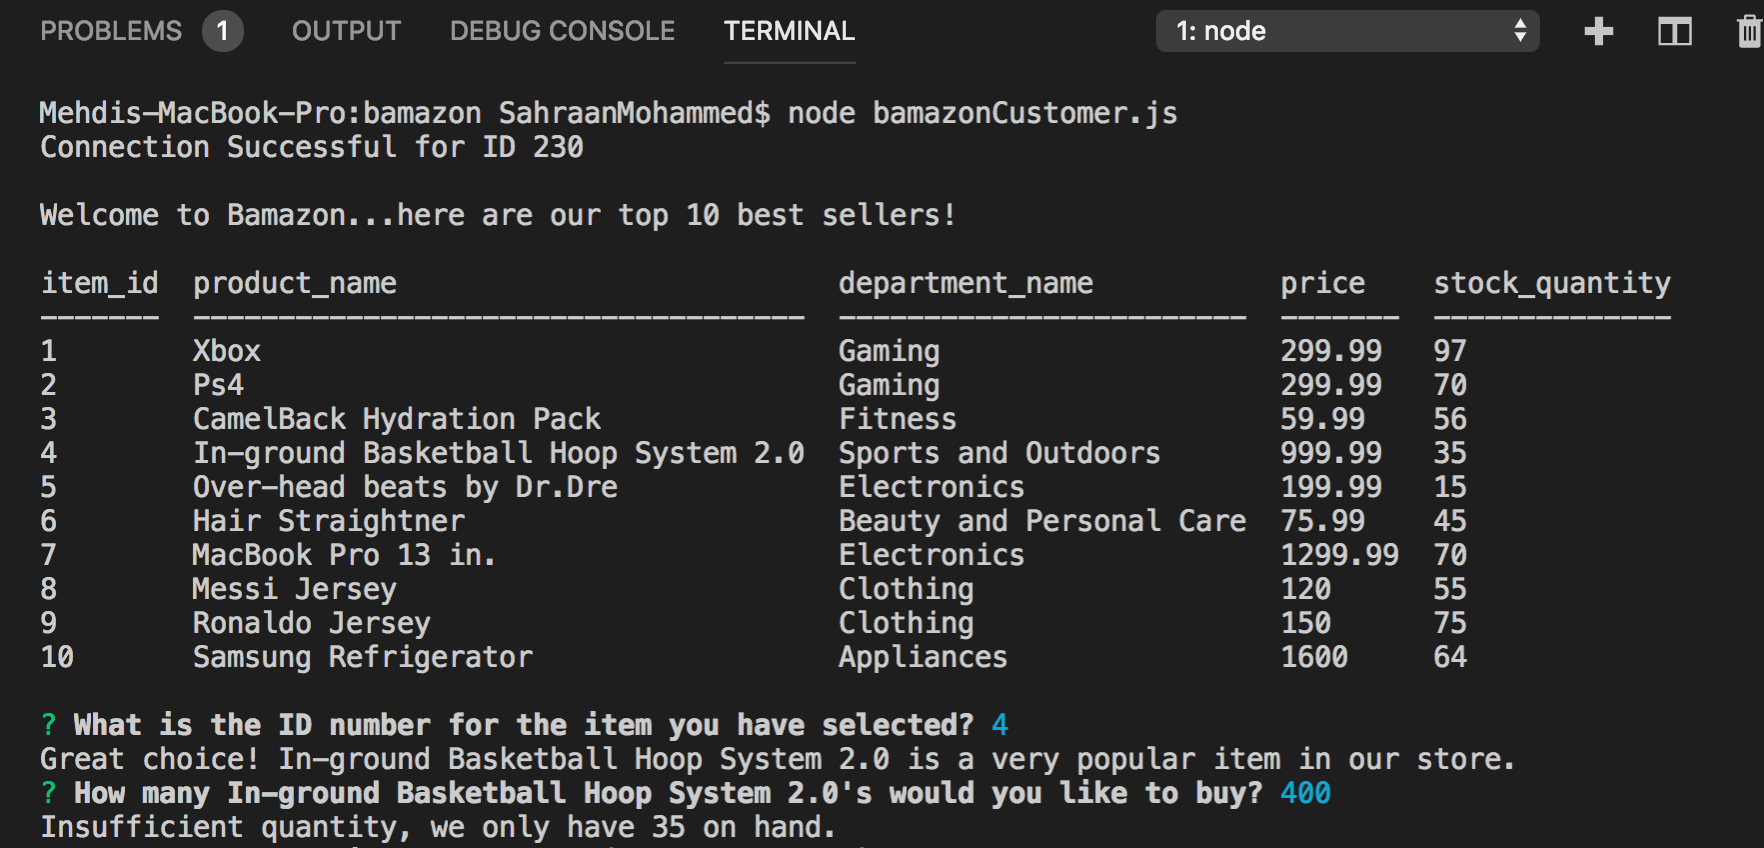 PROBLEMS 1 OUTPUT DEBUG CONSOLE TERMINAL 1: node
Mehdis-MacBook-Pro:bamazon SahraanMohammed$ node bamazonCustomer.js
Connection Successful for ID 230
Welcome to Bamazon...here are our top 10 best sellers!
item_id product_name department_name price stock_quantity
------- ------------------------------------ ------------------------ ------- --------------
1 Xbox Gaming 299.99 97
2 Ps4 Gaming 299.99 70
3 CamelBack Hydration Pack Fitness 59.99 56
4 In-ground Basketball Hoop System 2.0 Sports and Outdoors 999.99 35
5 Over-head beats by Dr.Dre Electronics 199.99 15
6 Hair Straightner Beauty and Personal Care 75.99 45
7 MacBook Pro 13 in. Electronics 1299.99 70
8 Messi Jersey Clothing 120 55
9 Ronaldo Jersey Clothing 150 75
10 Samsung Refrigerator Appliances 1600 64
? What is the ID number for the item you have selected? 4
Great choice! In-ground Basketball Hoop System 2.0 is a very popular item in our store.
? How many In-ground Basketball Hoop System 2.0's would you like to buy? 400
Insufficient quantity, we only have 35 on hand.